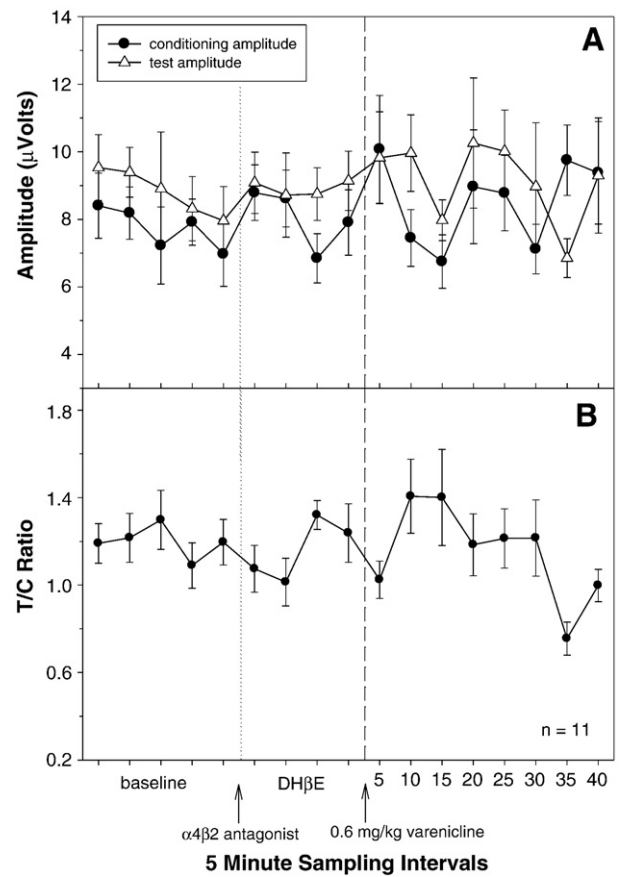 14
12
10
8
6
4
Amplitude (μVolts)
conditioning amplitude
test amplitude
A
1.8
1.4
1.0
0.6
0.2
T/C Ratio
B
n = 11
baseline DHβE 5 10 15 20 25 30 35 40
α4β2 antagonist 0.6 mg/kg varenicline
5 Minute Sampling Intervals